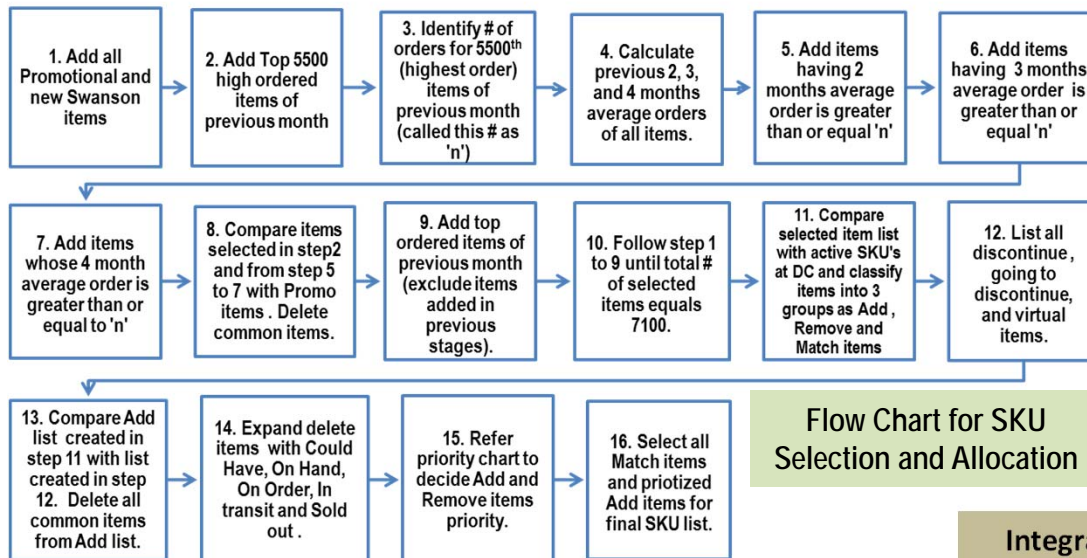 1. Add all
Promotional and
new Swanson
items
2. Add Top 5500
high ordered
items of
previous month
3. Identify # of
orders for 5500th
(highest order)
items of
previous month
(called this # as
'n')
4. Calculate
previous 2, 3,
and 4 months
average orders
of all items.
5. Add items
having 2
months average
order is greater
than or equal 'n'
6. Add items
having 3 months
average order is
greater than or
equal 'n'
7. Add items
whose 4 month
average order is
greater than or
equal to 'n'
8. Compare items
selected in step2
and from step 5
to 7 with Promo
items . Delete
common items.
9. Add top
ordered items of
previous month
(exclude items
added in
previous stages).
10. Follow step 1
to 9 until total #
of selected
items equals
7100.
11. Compare
selected item list
with active SKU's
at DC and classify
items into 3
groups as Add ,
Remove and
Match items
12. List all
discontinue ,
going to
discontinue,
and virtual
items.
13. Compare Add
list created in
step 11 with list
created in step
12. Delete all
common items
from Add list.
14. Expand delete
items with Could
Have, On Hand,
On Order, In
transit and Sold
out .
15. Refer
priority chart to
decide Add and
Remove items
priority.
16. Select all
Match items
and priotized
Add items for
final SKU list.
Flow Chart for SKU
Selection and Allocation